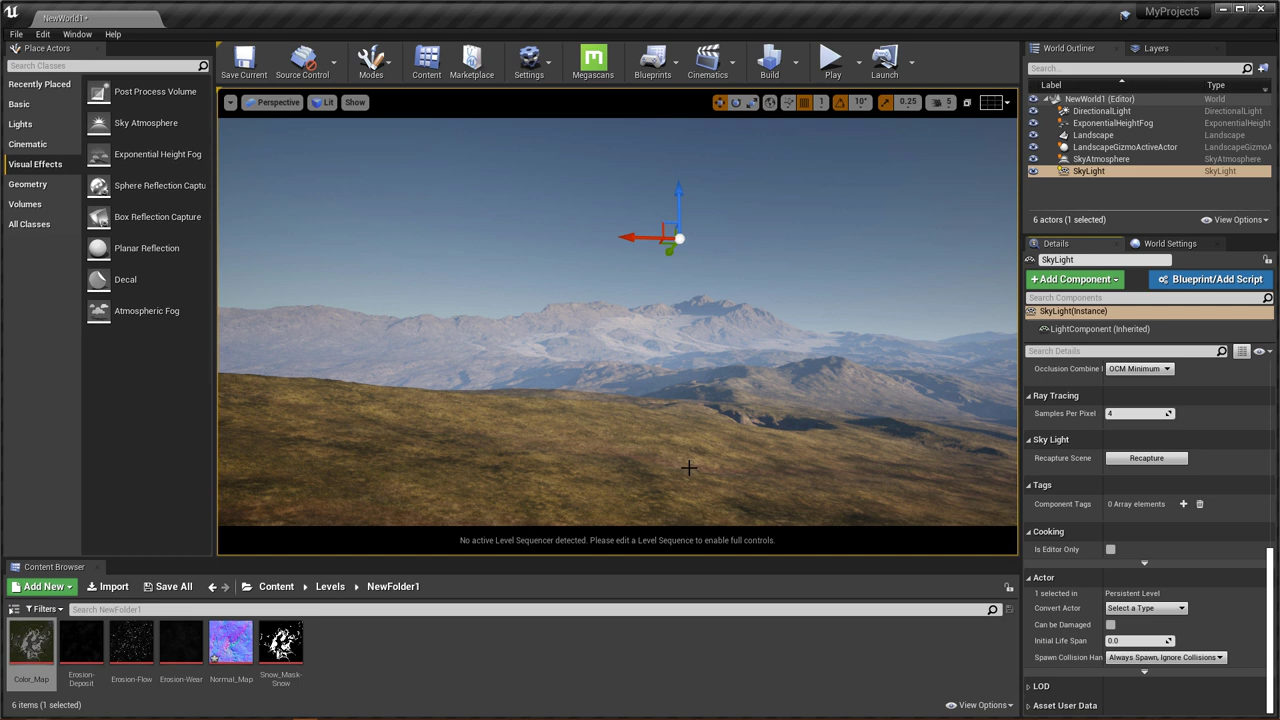 NewWorld1•
MyProject5
File Edit Window Help
Place Actors
Search Classes
Recently Placed
Basic
Lights
Cinematic
Visual Effects
Geometry
Volumes
All Classes
Post Process Volume
Sky Atmosphere
Exponential Height Fog
Sphere Reflection Captu
Box Reflection Capture
Planar Reflection
Decal
Atmospheric Fog
Save Current
Source Control
Modes
Content
Marketplace
Settings
Megascans
Blueprints
Cinematics
Build
Play
Launch
Perspective Lit Show
1 10° 0.25 5
No active Level Sequencer detected. Please edit a Level Sequence to enable full controls.
World Outliner Layers
Search...
Label Type
NewWorld1 (Editor) World
DirectionalLight DirectionalLight
ExponentialHeightFog ExponentialHeight
Landscape Landscape
LandscapeGizmoActiveActor LandscapeGizmoA
SkyAtmosphere SkyAtmosphere
SkyLight SkyLight
6 actors (1 selected) View Options
Details World Settings
SkyLight
+Add Component Blueprint/Add Script
Search Components
SkyLight(Instance)
LightComponent (Inherited)
Search Details
Occlusion Combine I OCM Minimum
Ray Tracing
Samples Per Pixel 4
Sky Light
Recapture Scene Recapture
Tags
Component Tags 0 Array elements
Cooking
Is Editor Only
Actor
1 selected in Persistent Level
Convert Actor Select a Type
Can be Damaged
Initial Life Span 0.0
Spawn Collision Han Always Spawn, Ignore Collisions
LOD
Asset User Data
Content Browser
Add New Import Save All Content Levels NewFolder1
Filters Search NewFolder1
Color_Map
Erosion-
Deposit
Erosion-Flow
Erosion-Wear
Normal_Map
Snow_Mask-
Snow
6 items (1 selected) View Options